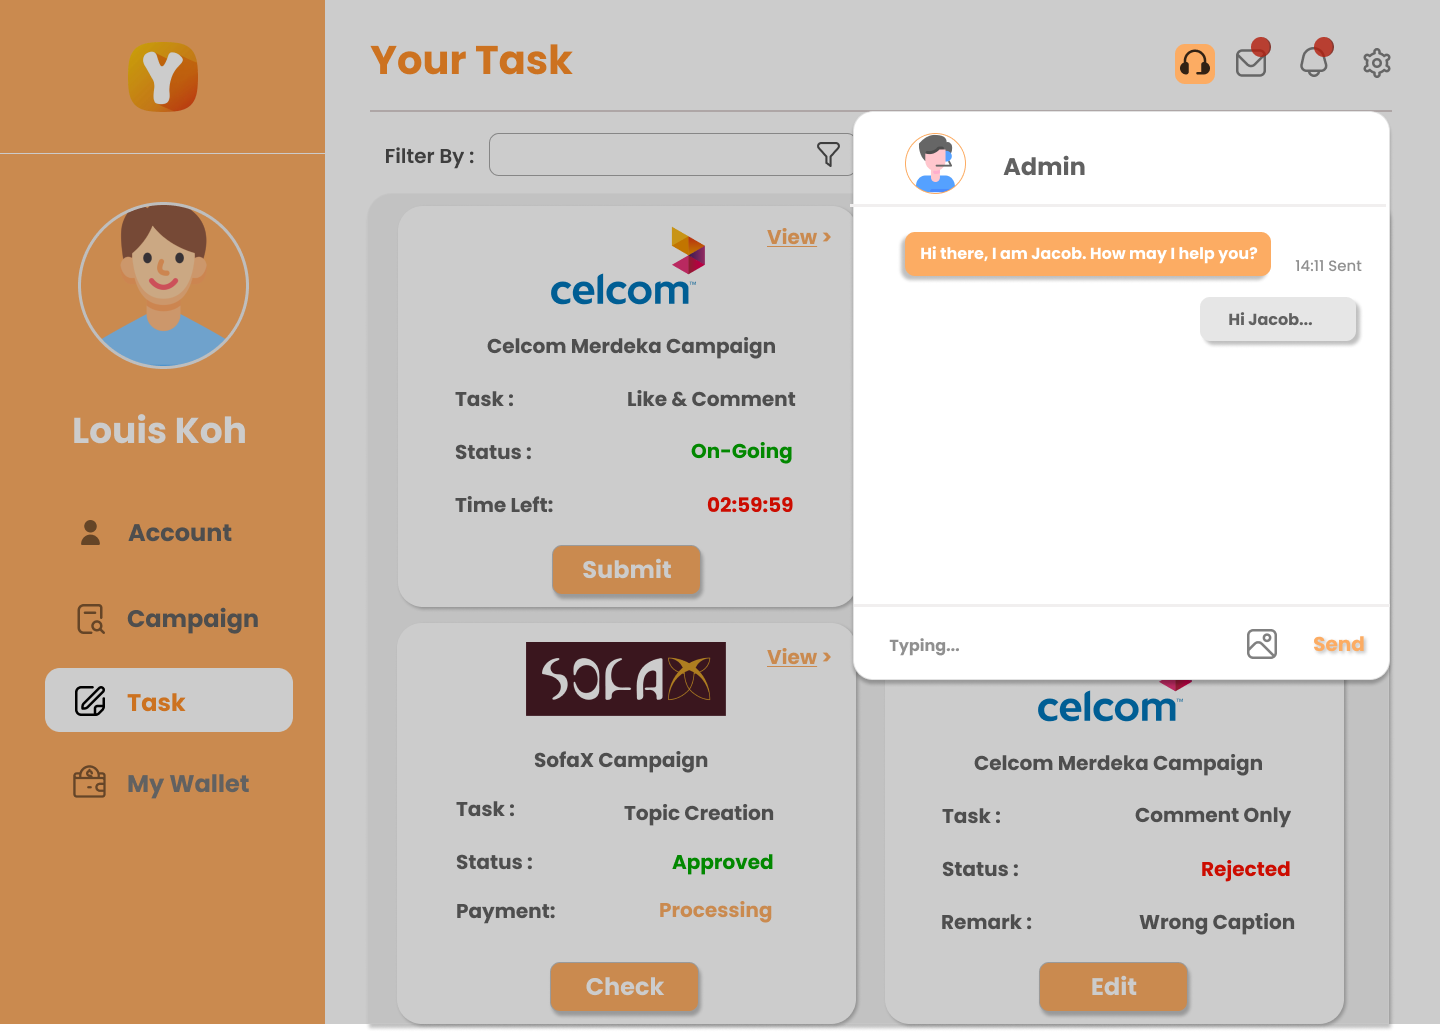 Y
Louis Koh
Account
Campaign
Task
My Wallet
Your Task
Filter By :
View >
celcom™
Celcom Merdeka Campaign
Task : Like & Comment
Status : On-Going
Time Left: 02:59:59
Submit
Admin
Hi there, I am Jacob. How may I help you?
14:11 Sent
Hi Jacob...
Typing...
Send
View >
SOFAX
SofaX Campaign
Task : Topic Creation
Status : Approved
Payment: Processing
Check
celcom™
Celcom Merdeka Campaign
Task : Comment Only
Status : Rejected
Remark : Wrong Caption
Edit